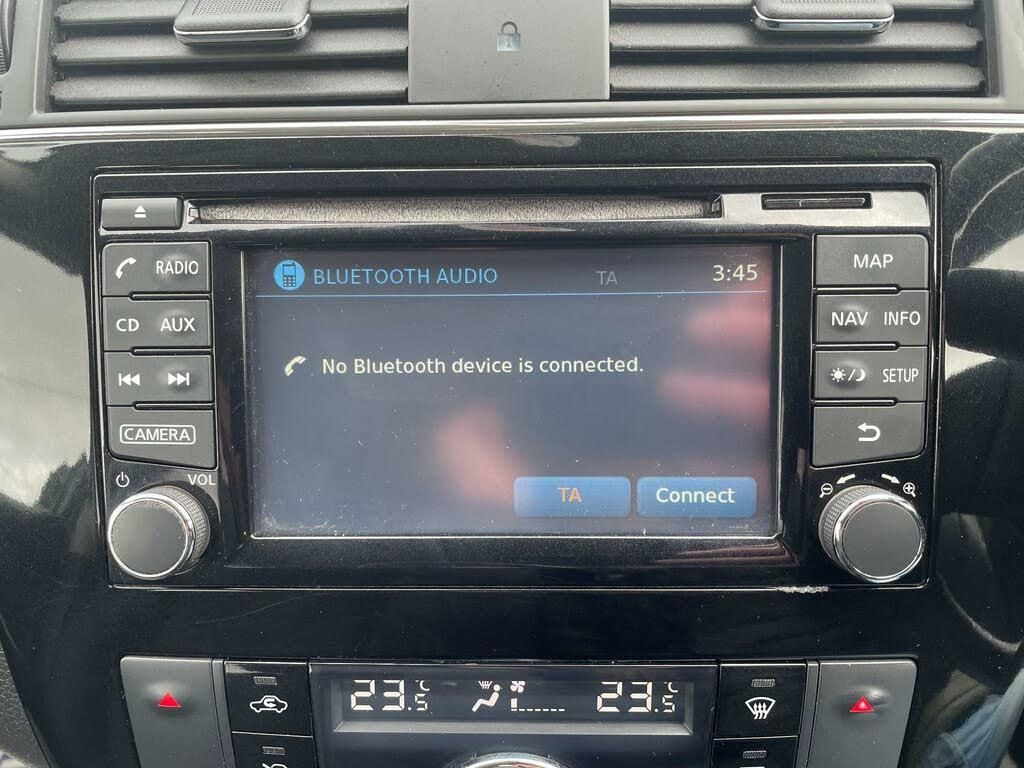 RADIO
CD AUX
CAMERA
VOL
BLUETOOTH AUDIO TA 3:45
No Bluetooth device is connected.
TA Connect
MAP
NAV INFO
SETUP
23.5°C 23.5°C